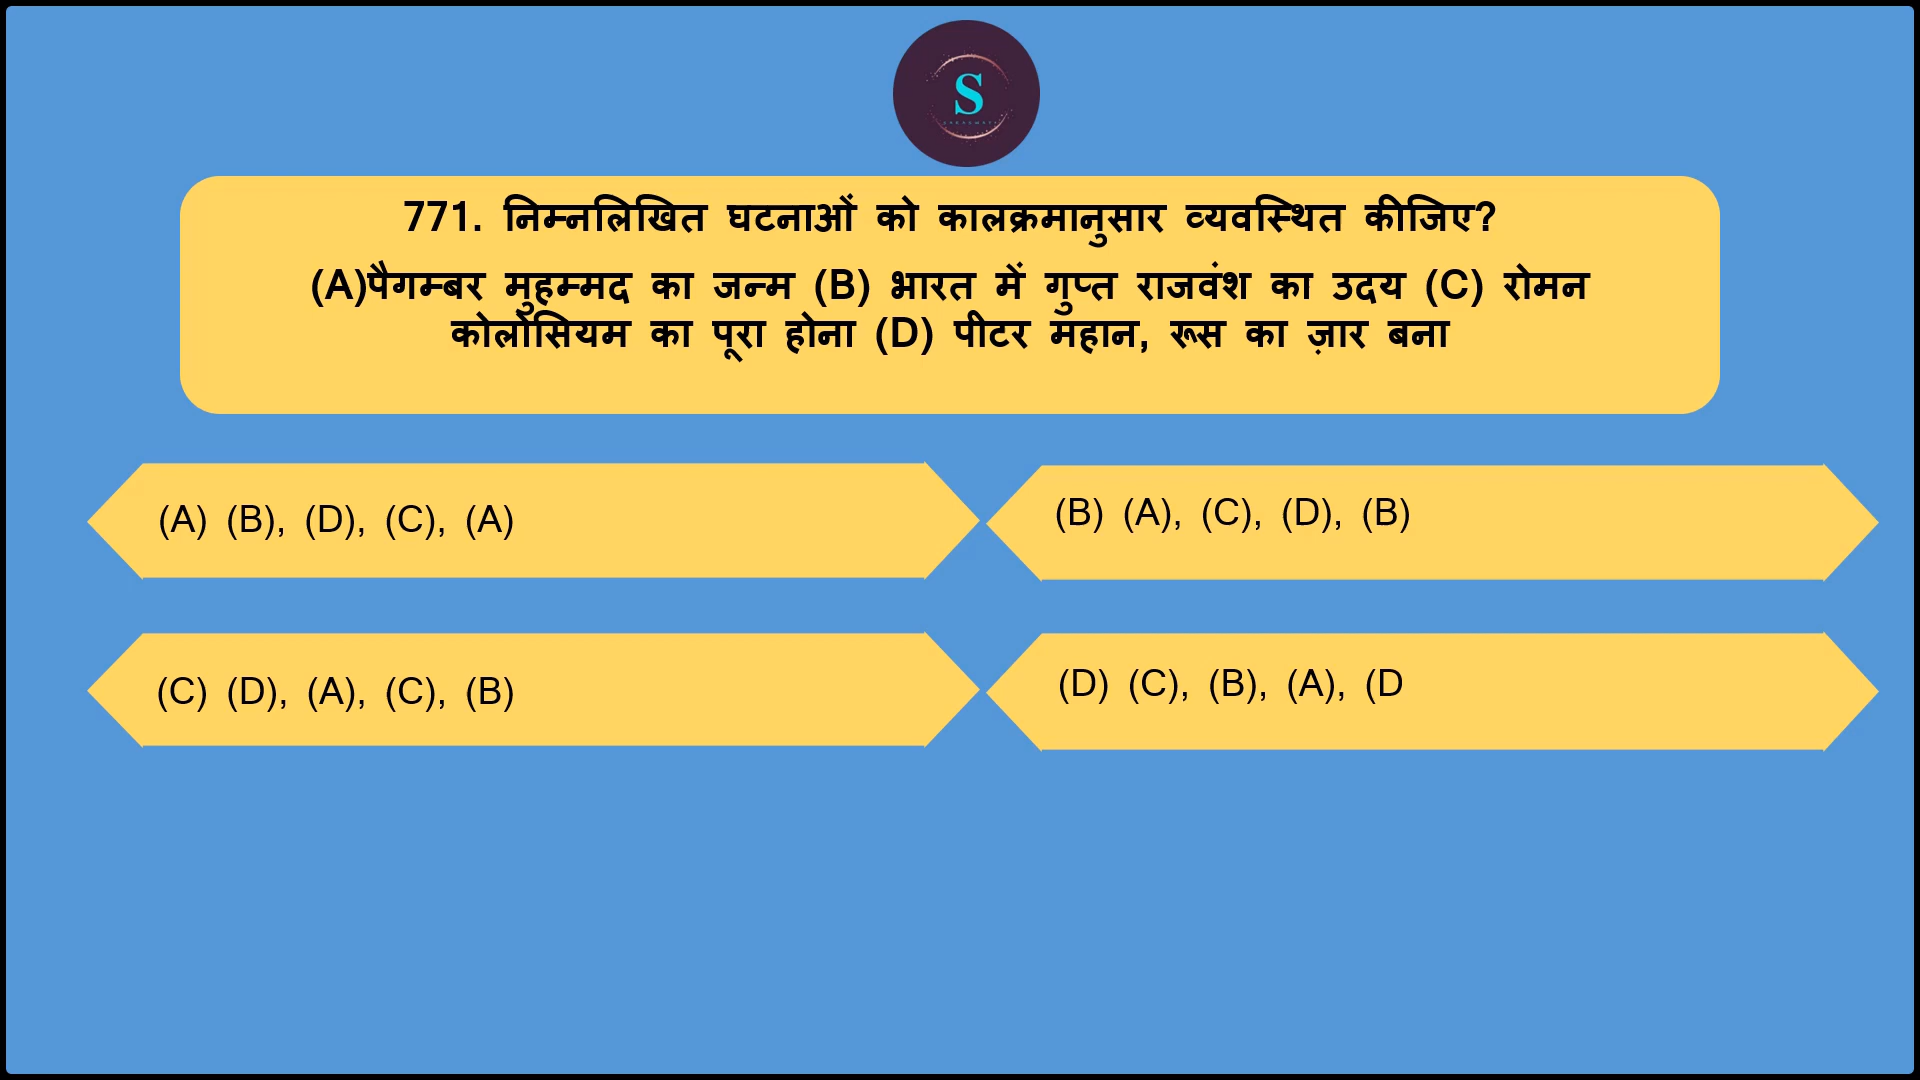 S
771. निम्नलिखित घटनाओं को कालक्रमानुसार व्यवस्थित कीजिए?
(A)पैगम्बर मुहम्मद का जन्म (B) भारत में गुप्त राजवंश का उदय (C) रोमन
कोलोसियम का पूरा होना (D) पीटर महान, रूस का ज़ार बना
(A) (B), (D), (C), (A)
(B) (A), (C), (D), (B)
(C) (D), (A), (C), (B)
(D) (C), (B), (A), (D